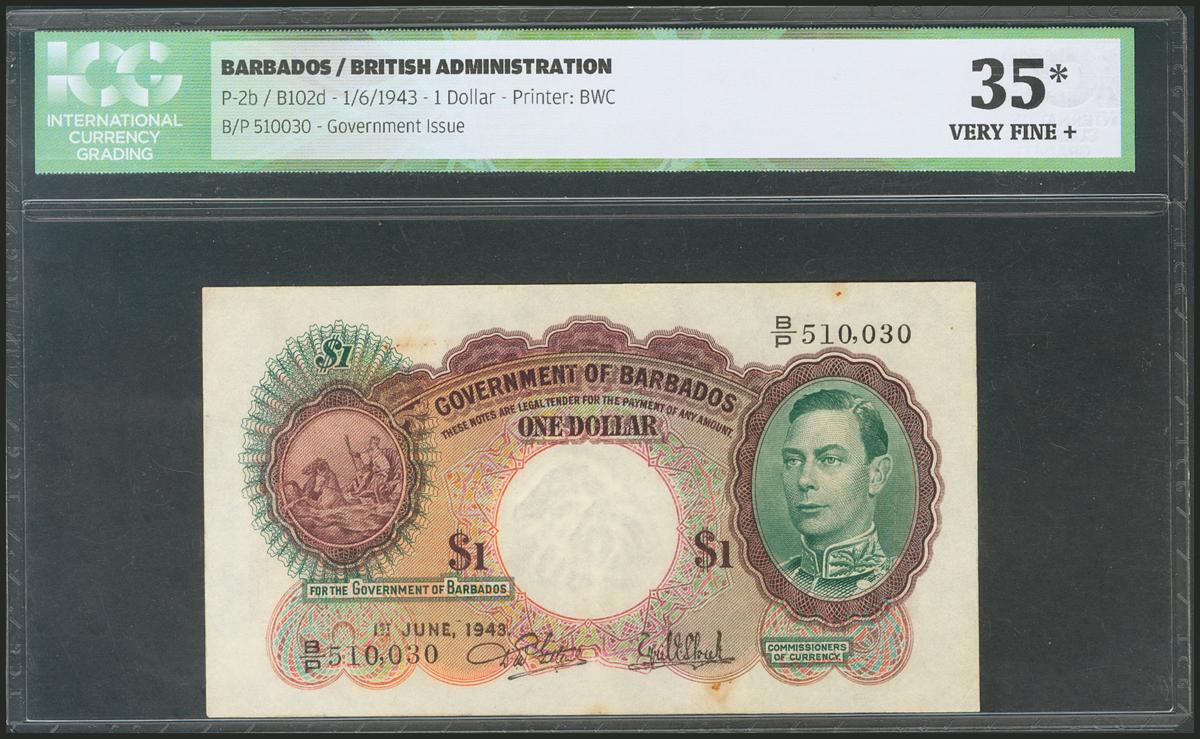 ICG
INTERNATIONAL
CURRENCY
GRADING
BARBADOS / BRITISH ADMINISTRATION
P-2b / B102d - 1/6/1943 - 1 Dollar - Printer: BWC
B/P 510030 - Government Issue
35*
VERY FINE +
B/P 510,030
$1
GOVERNMENT OF BARBADOS
THESE NOTES ARE LEGAL TENDER FOR THE PAYMENT OF ANY AMOUNT.
ONE DOLLAR
$1 $1
FOR THE GOVERNMENT OF BARBADOS
1ST JUNE, 1943.
B/P 510,030
COMMISSIONERS
OF CURRENCY.